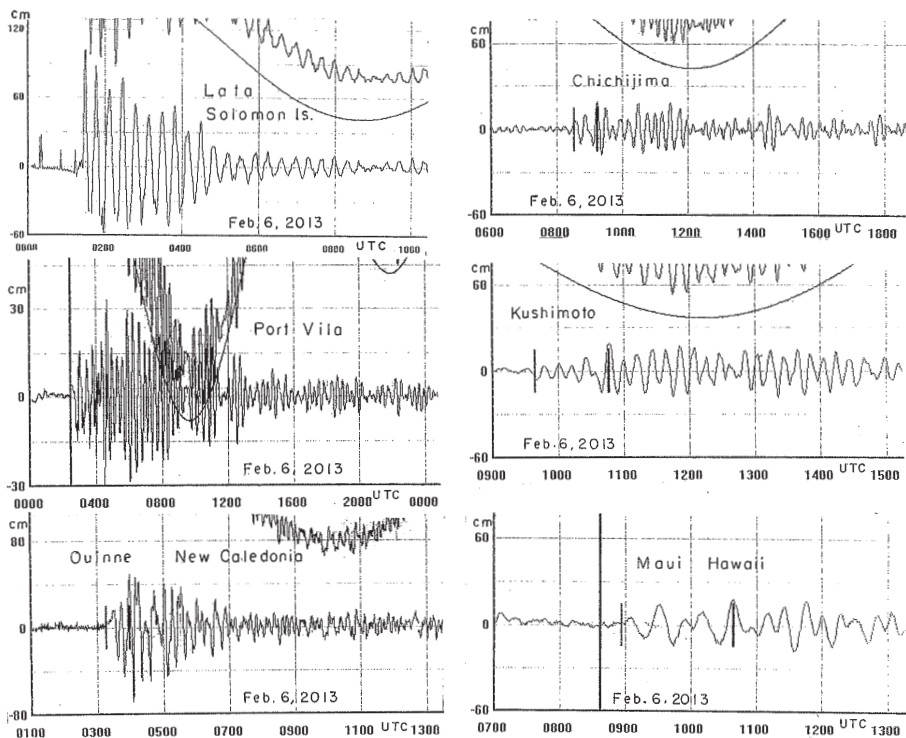 cm
120
60
0
-60
Lata
Solomon Is.
Feb. 6, 2013
0000 0200 0400 0600 0800 1000 UTC
cm
60
0
-60
Chichijima
Feb. 6, 2013
0600 0800 1000 1200 1400 1600 UTC 1800
cm
30
0
-30
Port Vila
Feb. 6, 2013
0000 0400 0800 1200 1600 2000 UTC 0000
cm
60
0
-60
Kushimoto
Feb. 6, 2013
0900 1000 1100 1200 1300 1400 UTC 1500
cm
80
0
-80
Ouinne New Caledonia
Feb. 6, 2013
0100 0300 0500 0700 0900 1100 UTC 1300
cm
60
0
-60
Maui Hawaii
Feb. 6. 2013
0700 0800 0900 1000 1100 1200 UTC 1300